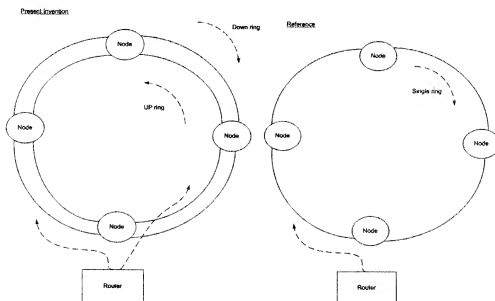 Present invention
Down ring
Reference
Node
Node
UP ring
Single ring
Node
Node
Node
Node
Node
Node
Router
Router